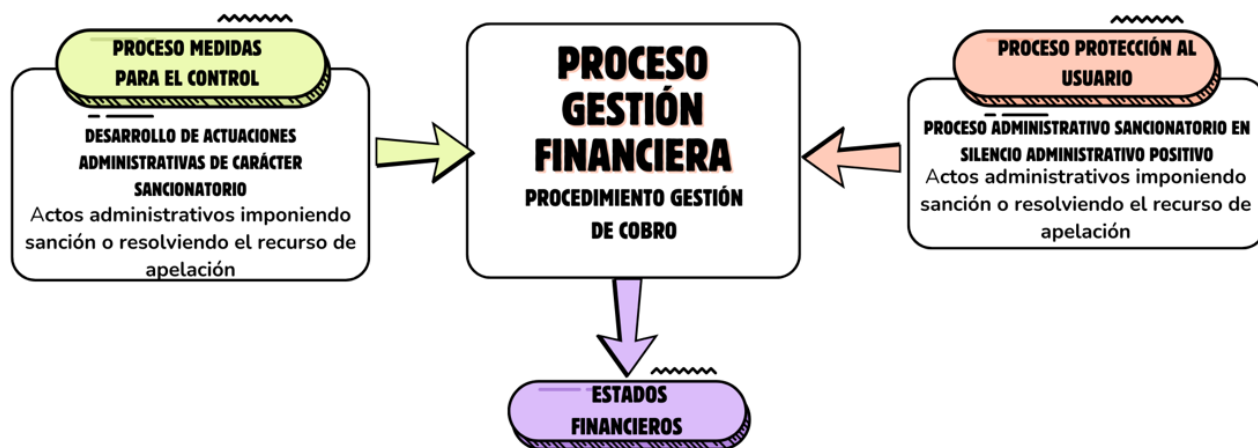 PROCESO MEDIDAS
PARA EL CONTROL
DESARROLLO DE ACTUACIONES
ADMINISTRATIVAS DE CARÁCTER
SANCIONATORIO
Actos administrativos imponiendo
sanción o resolviendo el recurso de
apelación
PROCESO
GESTIÓN
FINANCIERA
PROCEDIMIENTO GESTIÓN
DE COBRO
PROCESO PROTECCIÓN AL
USUARIO
PROCESO ADMINISTRATIVO SANCIONATORIO EN
SILENCIO ADMINISTRATIVO POSITIVO
Actos administrativos imponiendo
sanción o resolviendo el recurso de
apelación
ESTADOS
FINANCIEROS